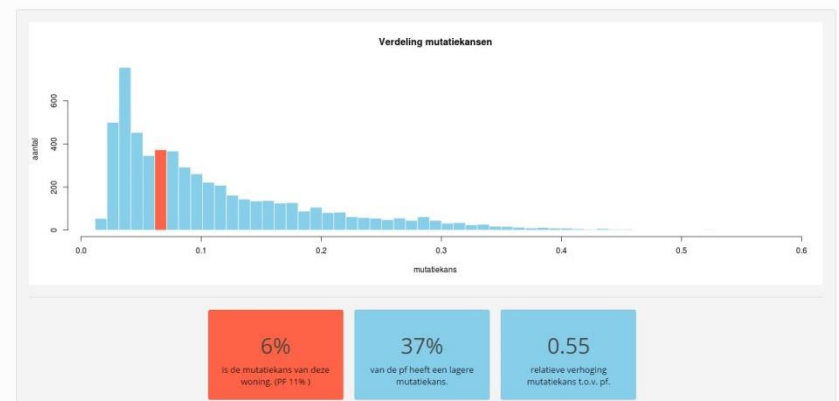 Verdeling mutatiekansen
aantal
600
400
200
0
0.0 0.1 0.2 0.3 0.4 0.5 0.6
mutatiekans
6%
is de mutatiekans van deze
woning. (PF 11% )
37%
van de pf heeft een lagere
mutatiekans.
0.55
relatieve verhoging
mutatiekans t.o.v. pf.